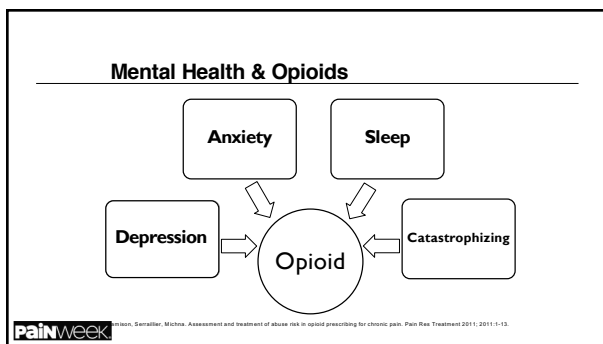 Mental Health & Opioids
Anxiety
Sleep
Depression
Catastrophizing
Opioid
PaiNWEEK.
Serraillier, Michna. Assessment and treatment of abuse risk in opioid prescribing for chronic pain. Pain Res Treatment 2011; 2011:1-13.